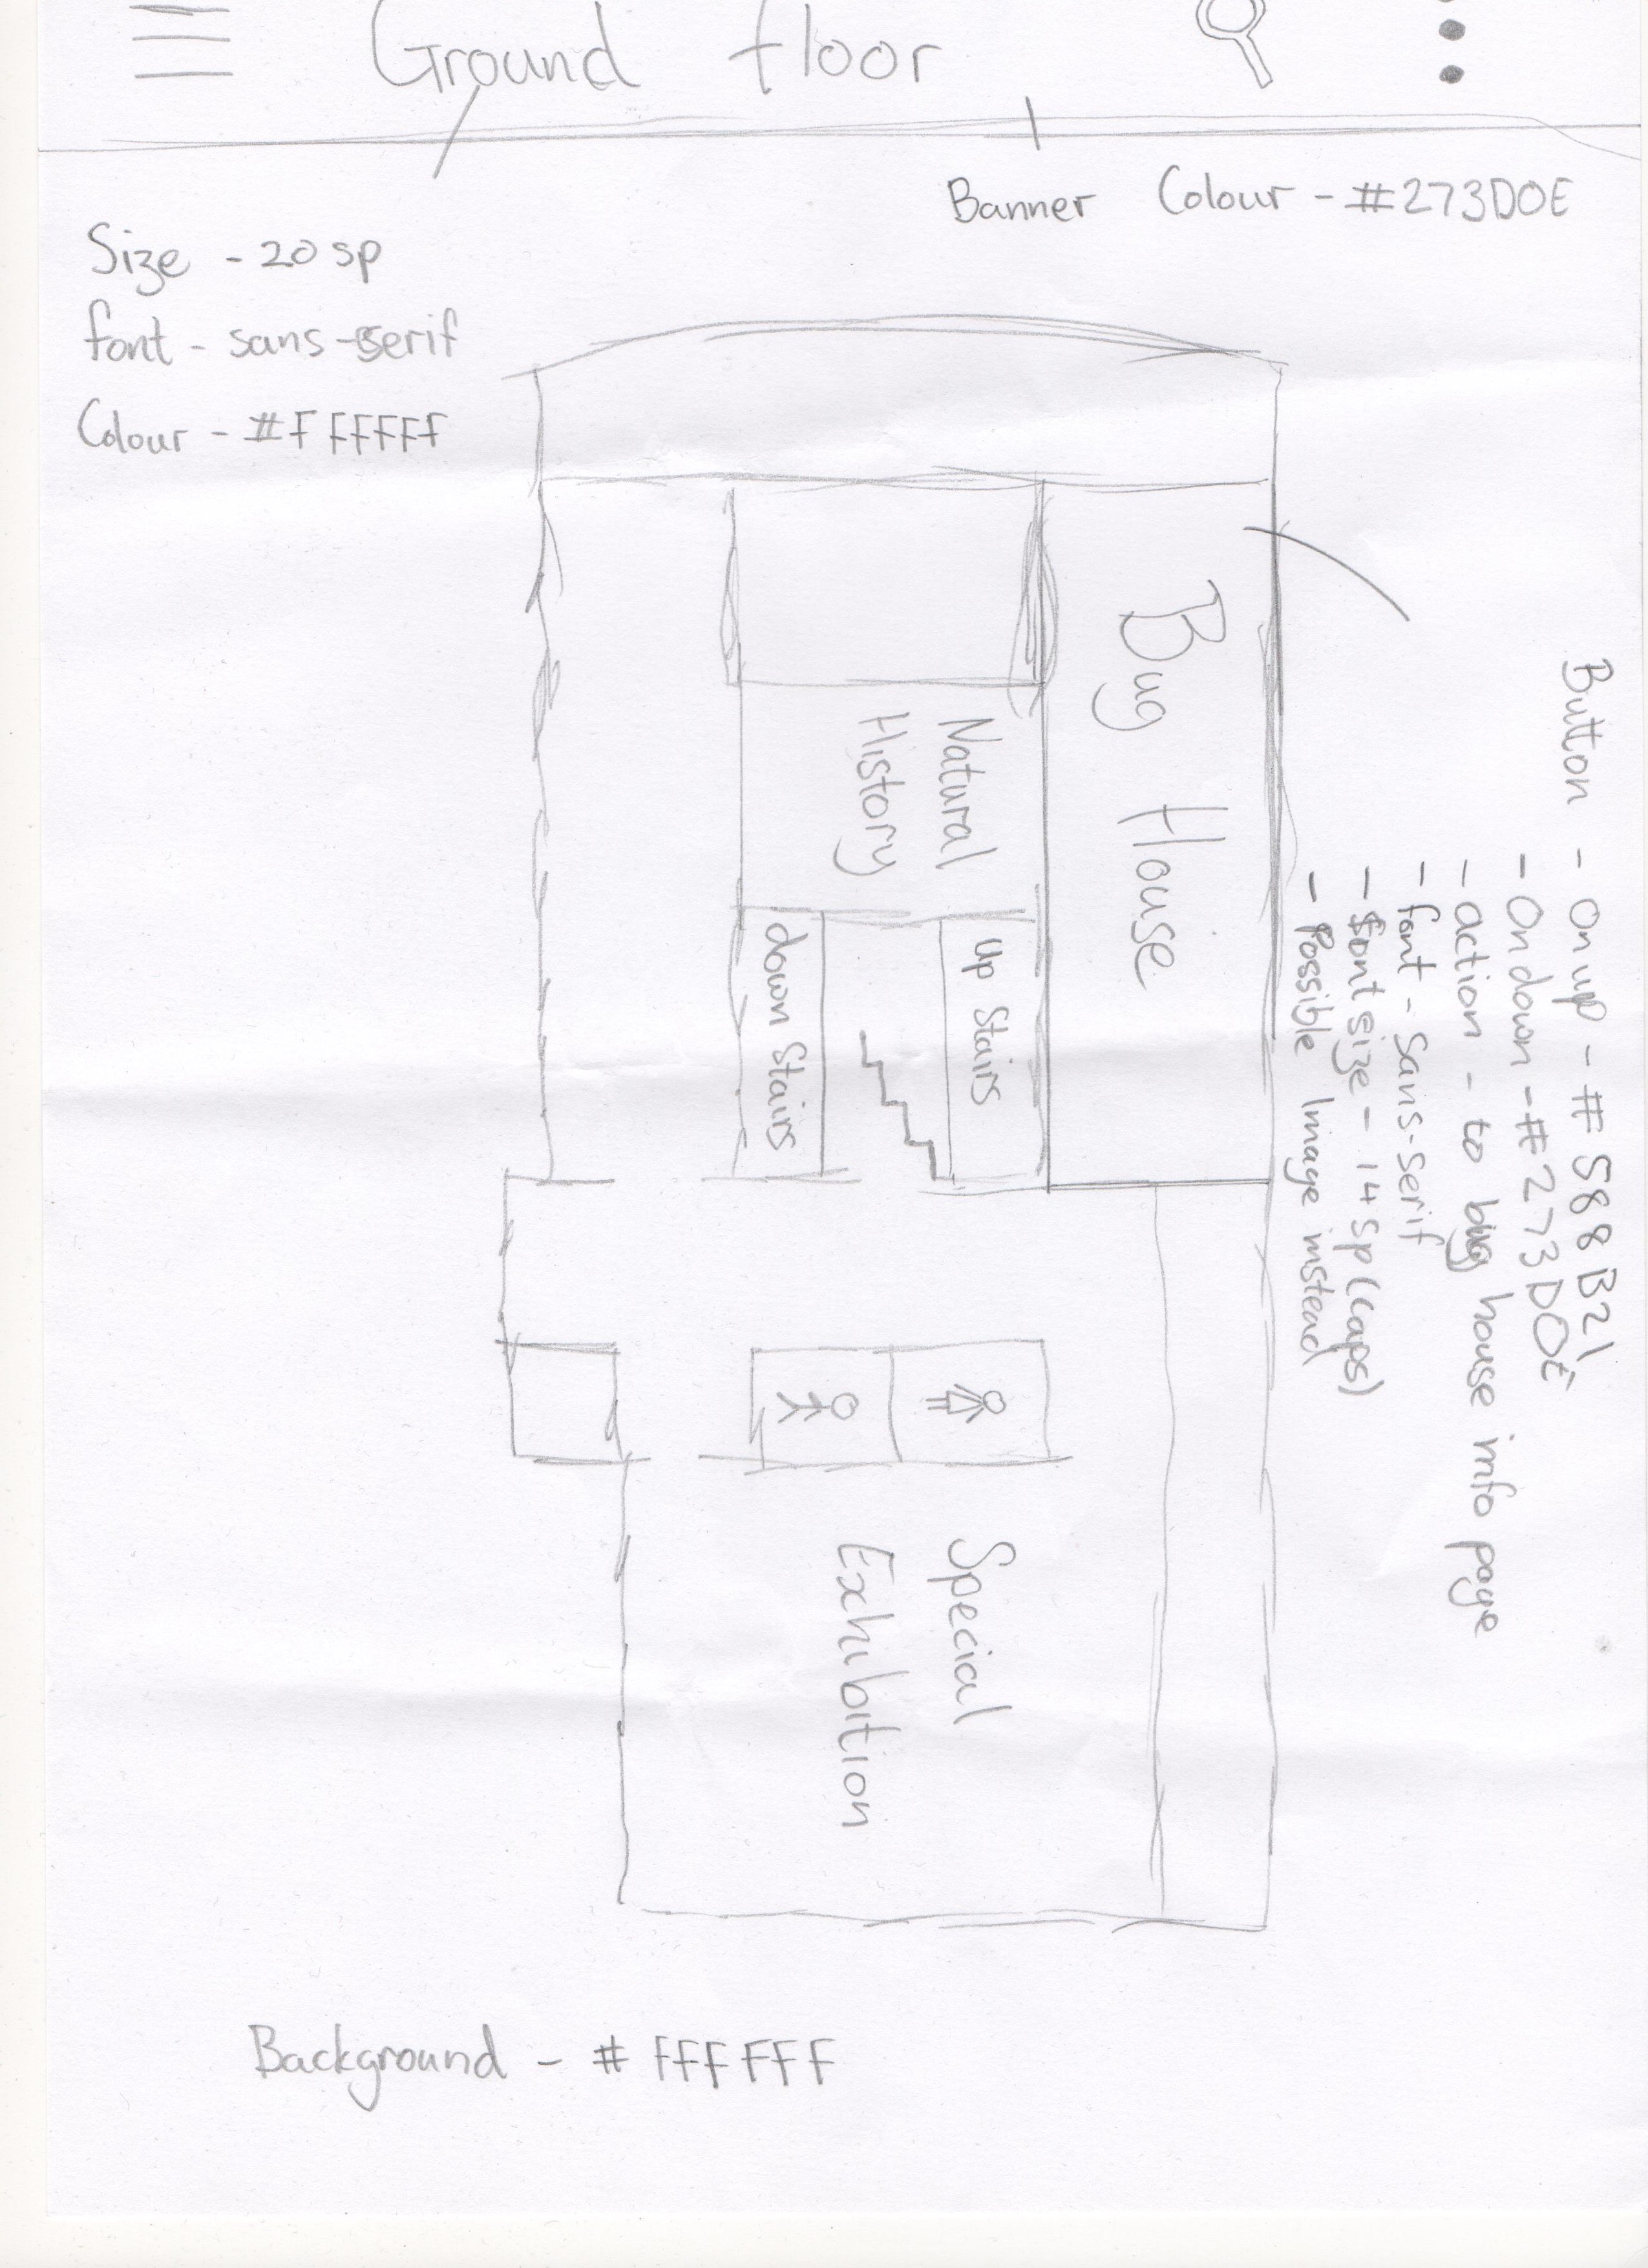 Ground floor
Banner Colour - #273D0E
Size - 20 sp
font - sans-serif
Colour - #FFFFFF
Bug House
Natural
History
up Stairs
down Stairs
Button - On up - #588B21
- On down - #273D0E
- action - to bug house info page
- font - sans-serif
- font size - 14 sp (caps)
- Possible Image instead
Special
Exhibition
Background - #FFFFFF